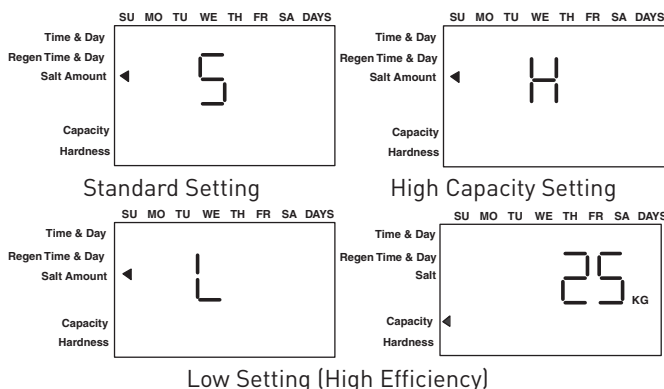 SU MO TU WE TH FR SA DAYS
Time & Day
Regen Time & Day
Salt Amount
S
Capacity
Hardness
Standard Setting
SU MO TU WE TH FR SA DAYS
Time & Day
Regen Time & Day
Salt Amount
H
Capacity
Hardness
High Capacity Setting
SU MO TU WE TH FR SA DAYS
Time & Day
Regen Time & Day
Salt Amount
L
Capacity
Hardness
SU MO TU WE TH FR SA DAYS
Time & Day
Regen Time & Day
Salt
25 KG
Capacity
Hardness
Low Setting (High Efficiency)